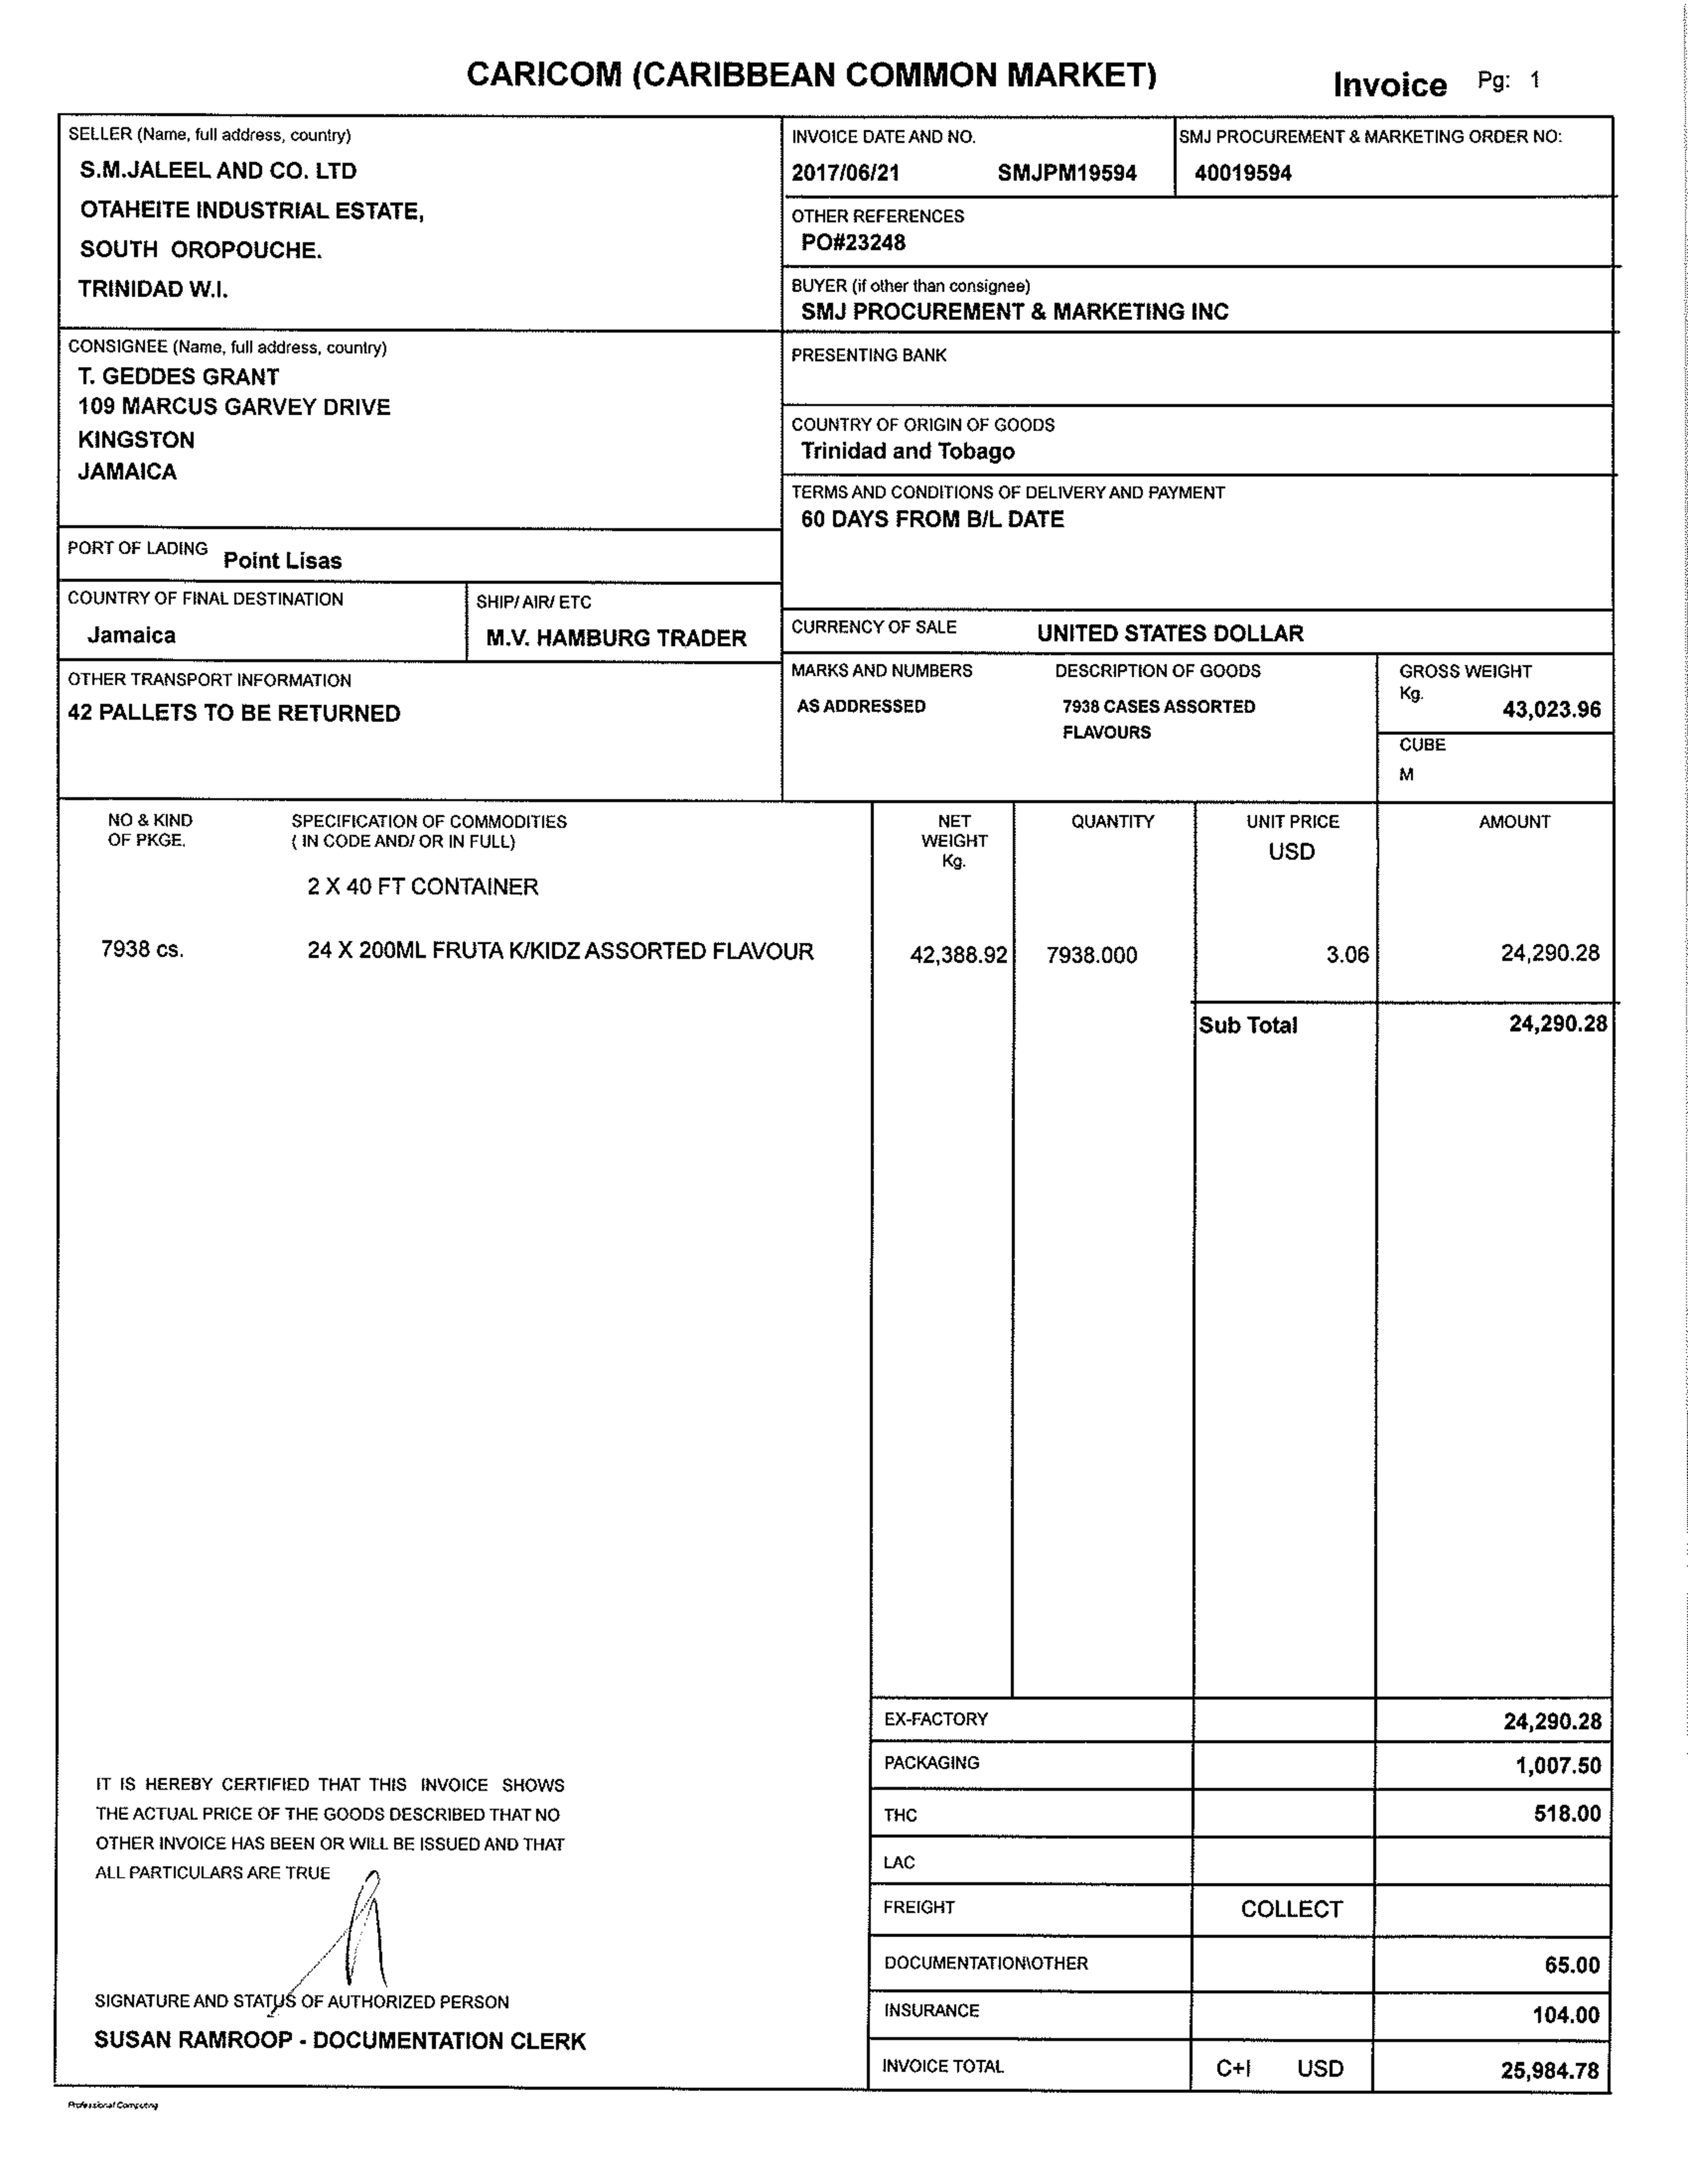 CARICOM (CARIBBEAN COMMON MARKET)
Invoice Pg: 1
SELLER (Name, full address, country)
S.M.JALEEL AND CO. LTD
OTAHEITE INDUSTRIAL ESTATE,
SOUTH OROPOUCHE.
TRINIDAD W.I.
INVOICE DATE AND NO.
2017/06/21 SMJPM19594
SMJ PROCUREMENT & MARKETING ORDER NO:
40019594
OTHER REFERENCES
PO#23248
BUYER (if other than consignee)
SMJ PROCUREMENT & MARKETING INC
CONSIGNEE (Name, full address, country)
T. GEDDES GRANT
109 MARCUS GARVEY DRIVE
KINGSTON
JAMAICA
PRESENTING BANK
COUNTRY OF ORIGIN OF GOODS
Trinidad and Tobago
TERMS AND CONDITIONS OF DELIVERY AND PAYMENT
60 DAYS FROM B/L DATE
PORT OF LADING Point Lisas
COUNTRY OF FINAL DESTINATION
Jamaica
SHIP/ AIR/ ETC
M.V. HAMBURG TRADER
CURRENCY OF SALE UNITED STATES DOLLAR
OTHER TRANSPORT INFORMATION
42 PALLETS TO BE RETURNED
MARKS AND NUMBERS
AS ADDRESSED
DESCRIPTION OF GOODS
7938 CASES ASSORTED
FLAVOURS
GROSS WEIGHT
Kg.
43,023.96
CUBE
M
NO & KIND
OF PKGE.
SPECIFICATION OF COMMODITIES
( IN CODE AND/ OR IN FULL)
NET
WEIGHT
Kg.
QUANTITY
UNIT PRICE
USD
AMOUNT
2 X 40 FT CONTAINER
7938 cs. 24 X 200ML FRUTA K/KIDZ ASSORTED FLAVOUR 42,388.92 7938.000 3.06 24,290.28
Sub Total 24,290.28
EX-FACTORY 24,290.28
PACKAGING 1,007.50
THC 518.00
LAC
FREIGHT COLLECT
DOCUMENTATION\OTHER 65.00
INSURANCE 104.00
INVOICE TOTAL C+I USD 25,984.78
IT IS HEREBY CERTIFIED THAT THIS INVOICE SHOWS
THE ACTUAL PRICE OF THE GOODS DESCRIBED THAT NO
OTHER INVOICE HAS BEEN OR WILL BE ISSUED AND THAT
ALL PARTICULARS ARE TRUE
SIGNATURE AND STATUS OF AUTHORIZED PERSON
SUSAN RAMROOP - DOCUMENTATION CLERK
Professional Computing